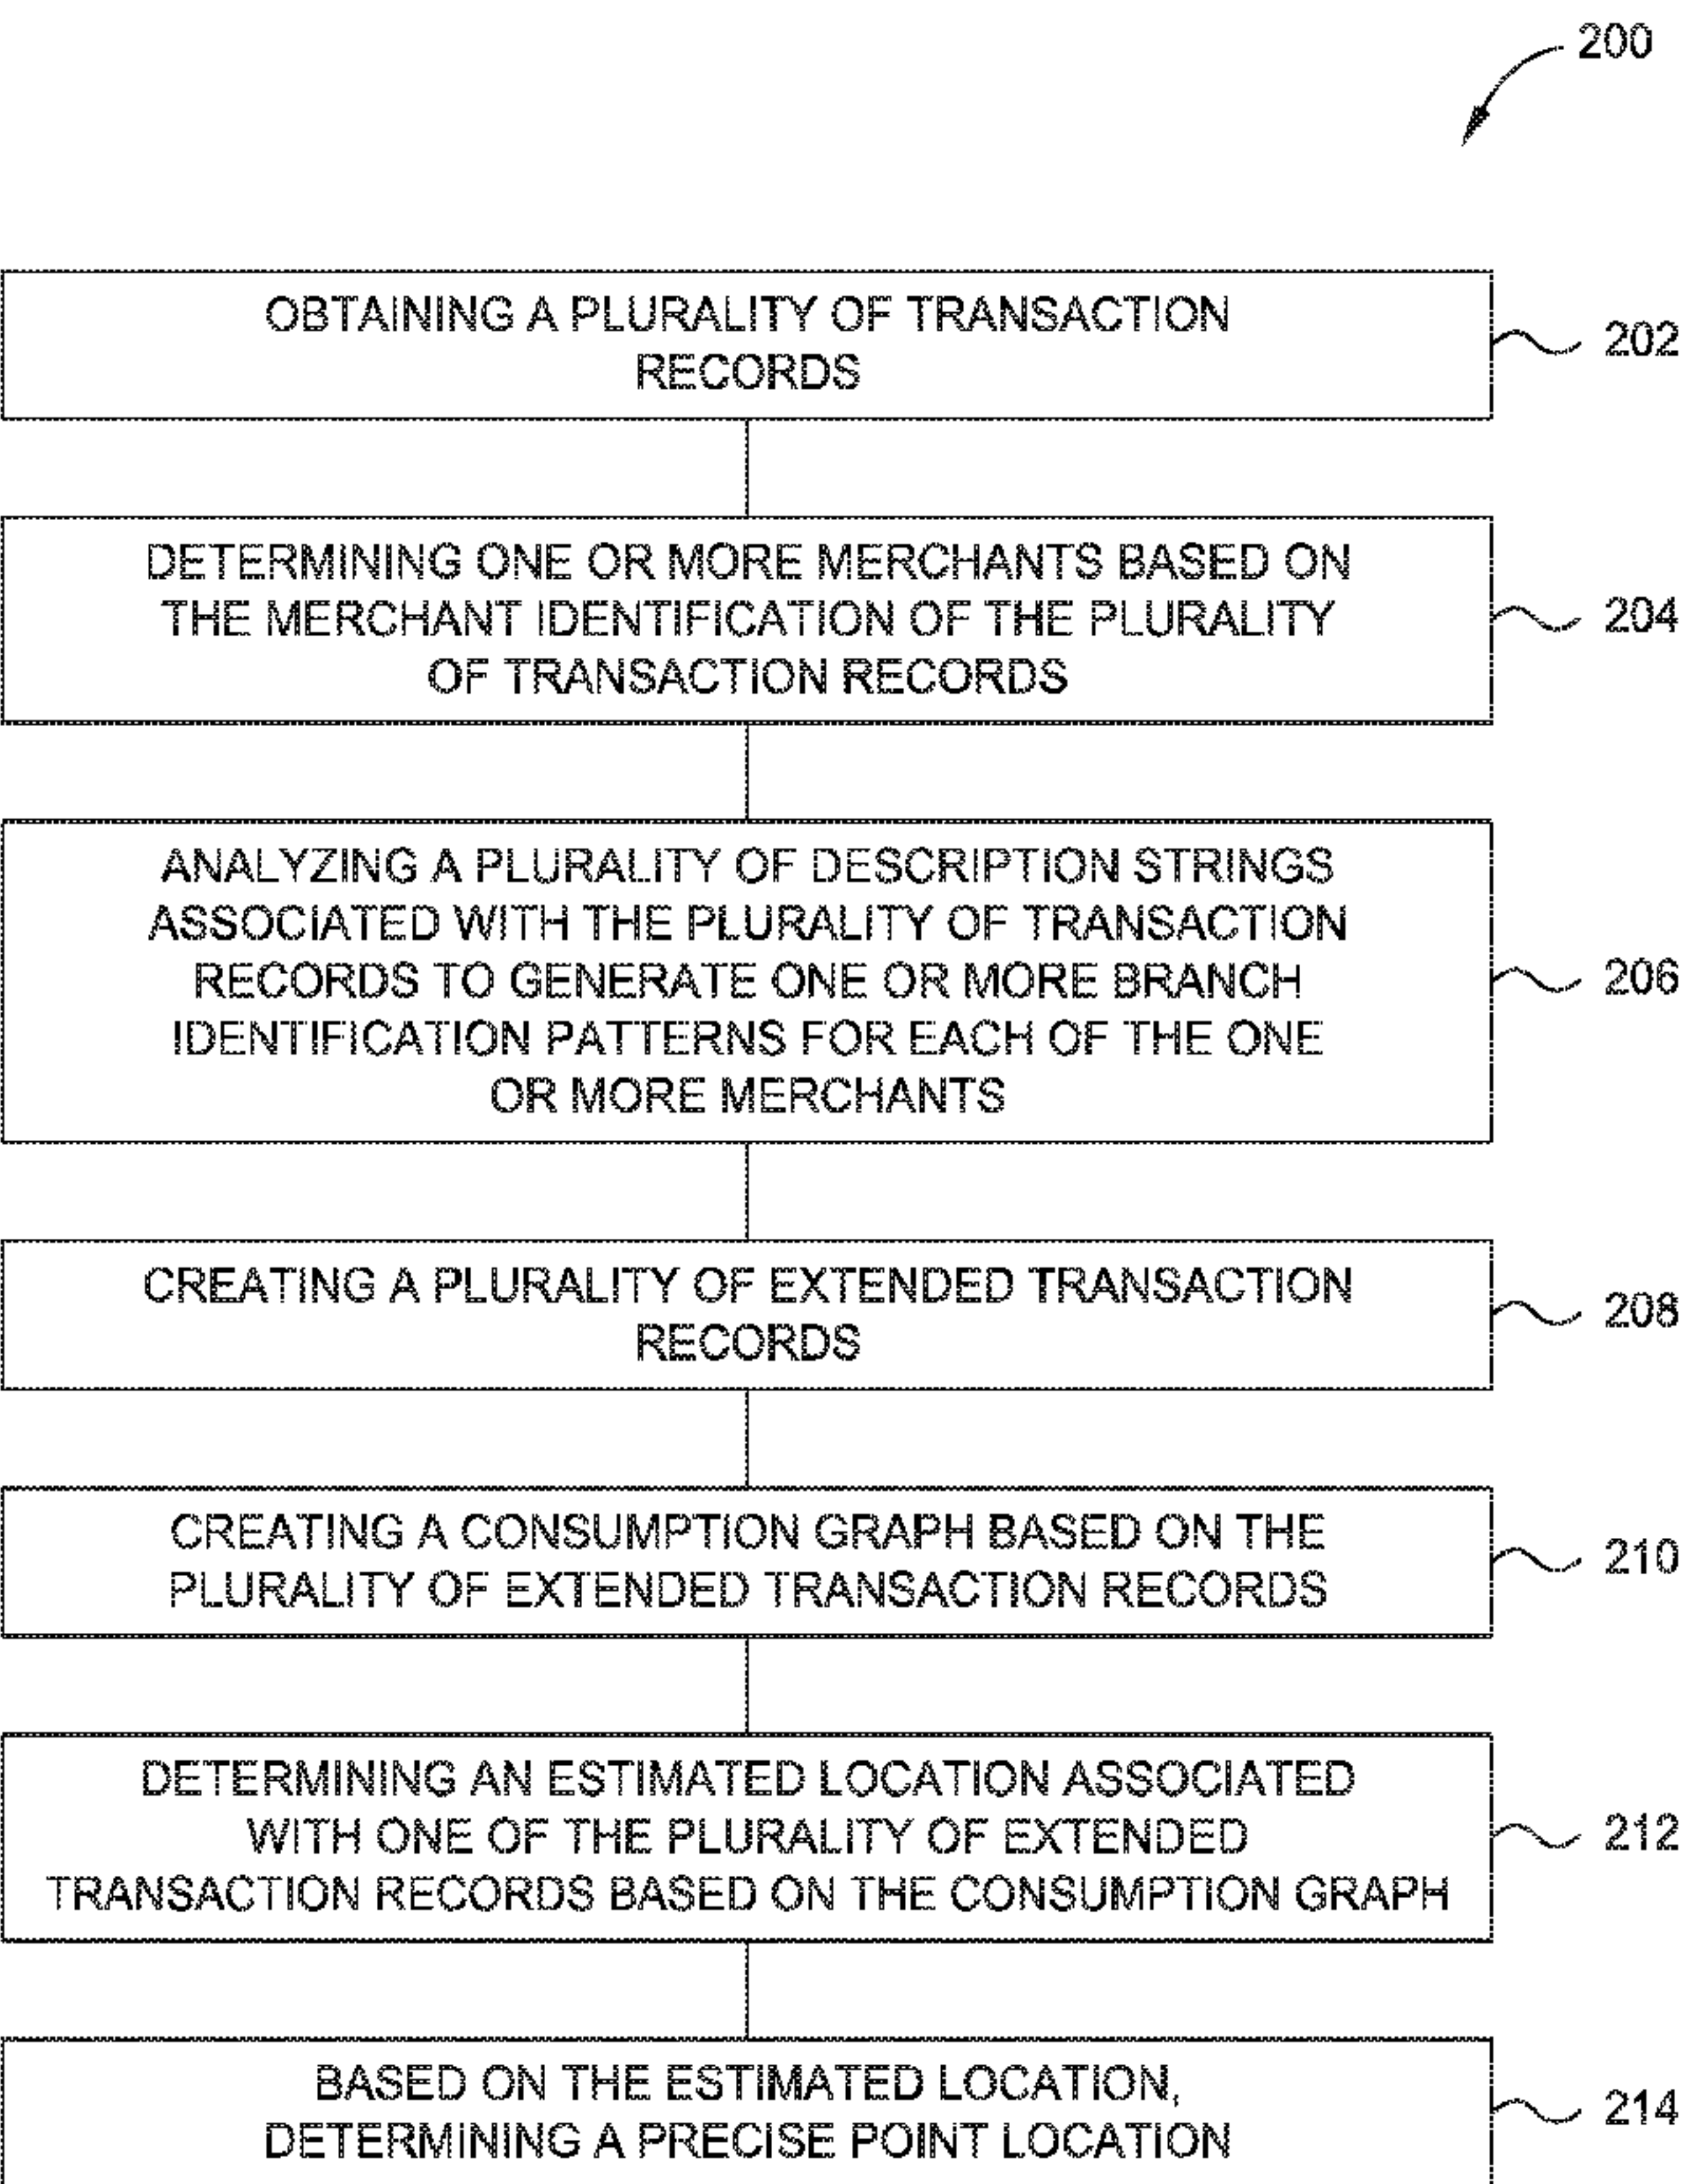 200
OBTAINING A PLURALITY OF TRANSACTION
RECORDS
202
DETERMINING ONE OR MORE MERCHANTS BASED ON
THE MERCHANT IDENTIFICATION OF THE PLURALITY
OF TRANSACTION RECORDS
204
ANALYZING A PLURALITY OF DESCRIPTION STRINGS
ASSOCIATED WITH THE PLURALITY OF TRANSACTION
RECORDS TO GENERATE ONE OR MORE BRANCH
IDENTIFICATION PATTERNS FOR EACH OF THE ONE
OR MORE MERCHANTS
206
CREATING A PLURALITY OF EXTENDED TRANSACTION
RECORDS
208
CREATING A CONSUMPTION GRAPH BASED ON THE
PLURALITY OF EXTENDED TRANSACTION RECORDS
210
DETERMINING AN ESTIMATED LOCATION ASSOCIATED
WITH ONE OF THE PLURALITY OF EXTENDED
TRANSACTION RECORDS BASED ON THE CONSUMPTION GRAPH
212
BASED ON THE ESTIMATED LOCATION,
DETERMINING A PRECISE POINT LOCATION
214